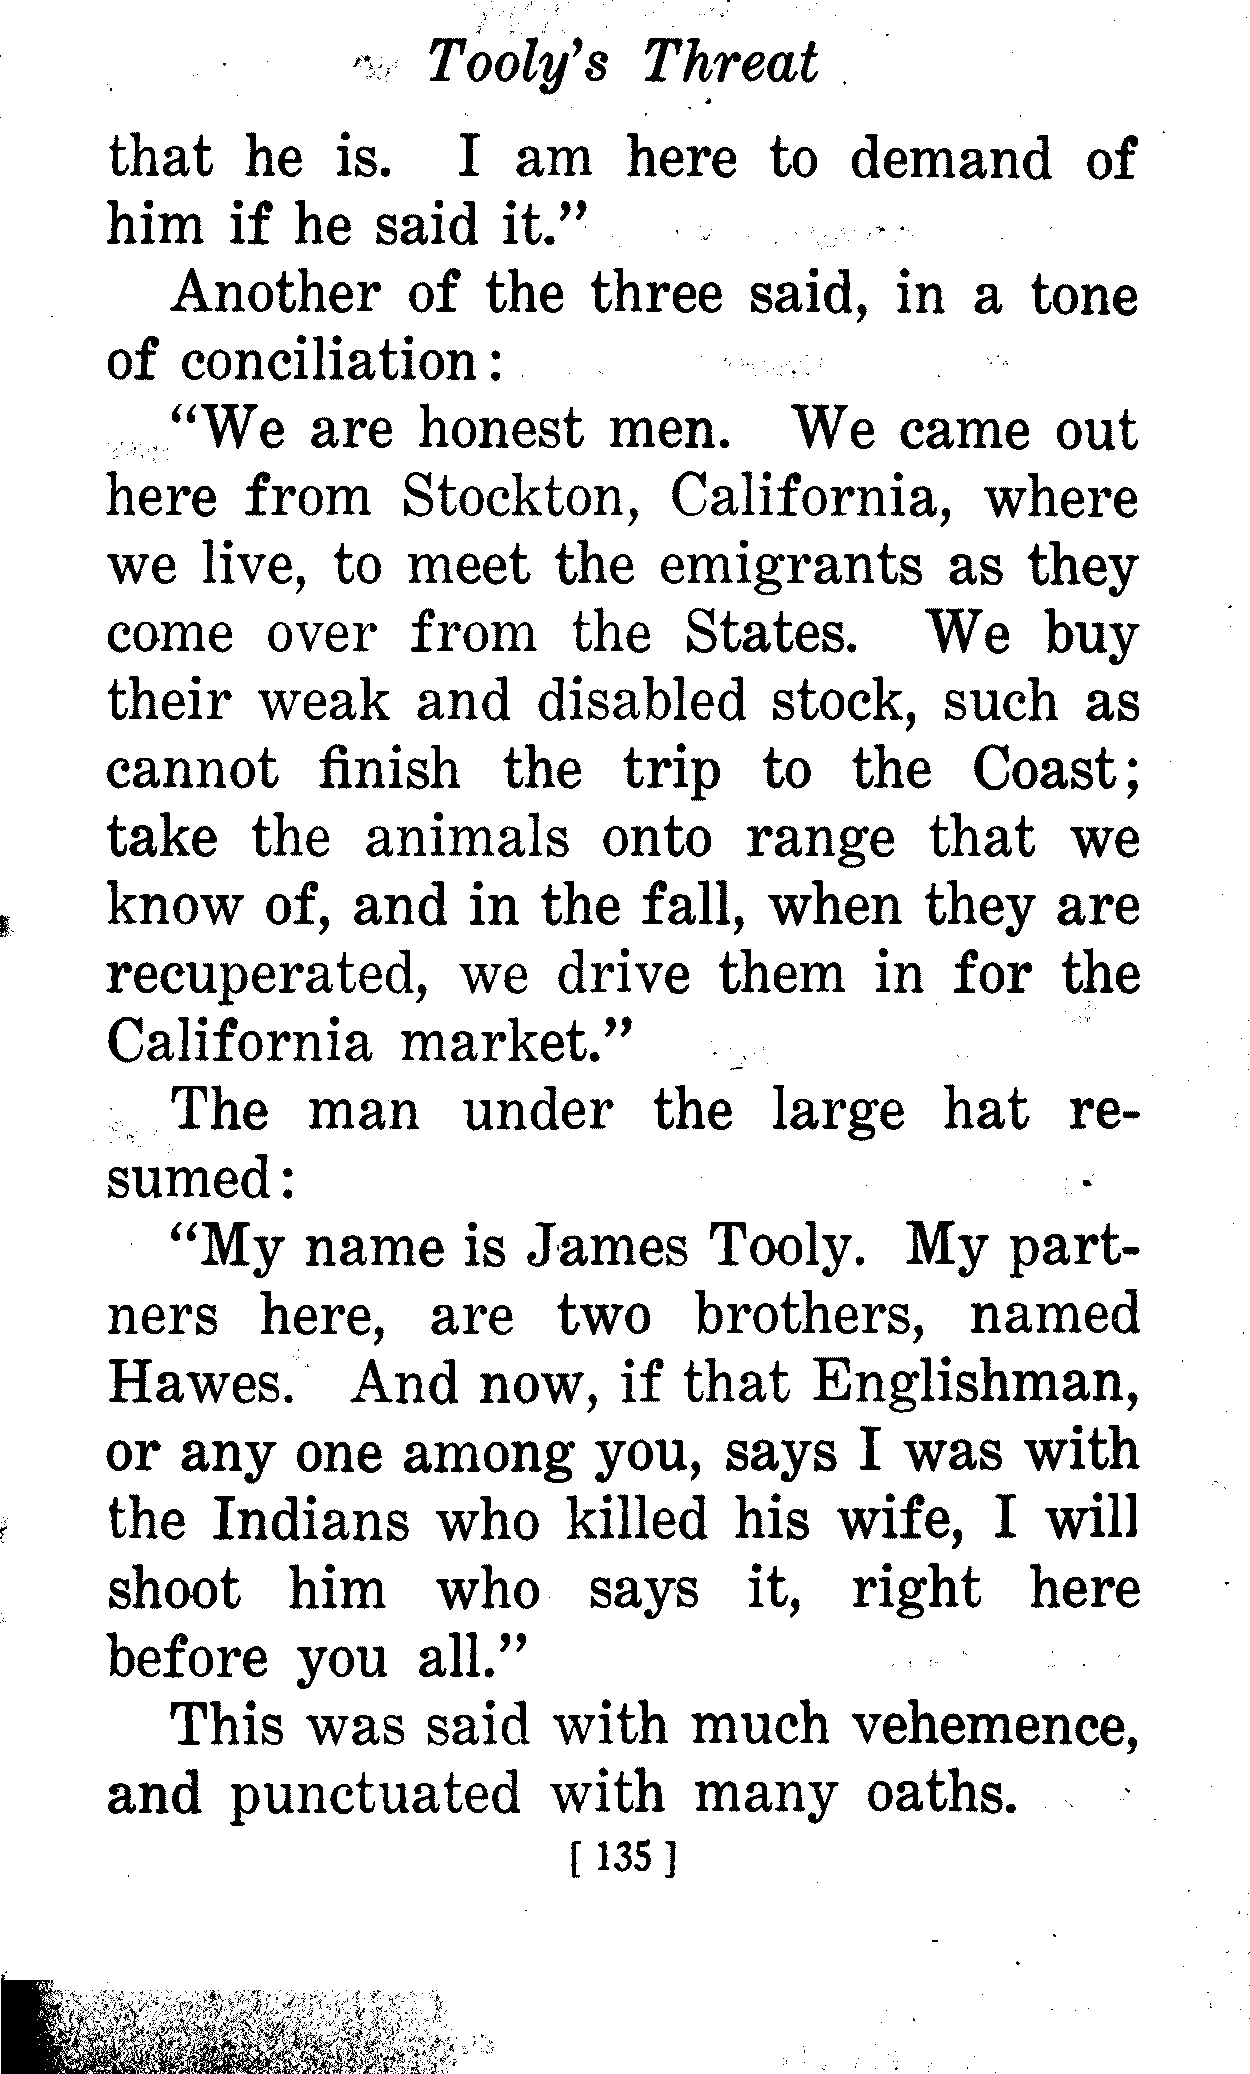 Tooly's Threat
that he is. I am here to demand of
him if he said it."
Another of the three said, in a tone
of conciliation:
"We are honest men. We came out
here from Stockton, California, where
we live, to meet the emigrants as they
come over from the States. We buy
their weak and disabled stock, such as
cannot finish the trip to the Coast;
take the animals onto range that we
know of, and in the fall, when they are
recuperated, we drive them in for the
California market."
The man under the large hat re-
sumed:
"My name is James Tooly. My part-
ners here, are two brothers, named
Hawes. And now, if that Englishman,
or any one among you, says I was with
the Indians who killed his wife, I will
shoot him who says it, right here
before you all."
This was said with much vehemence,
and punctuated with many oaths.
[ 135 ]